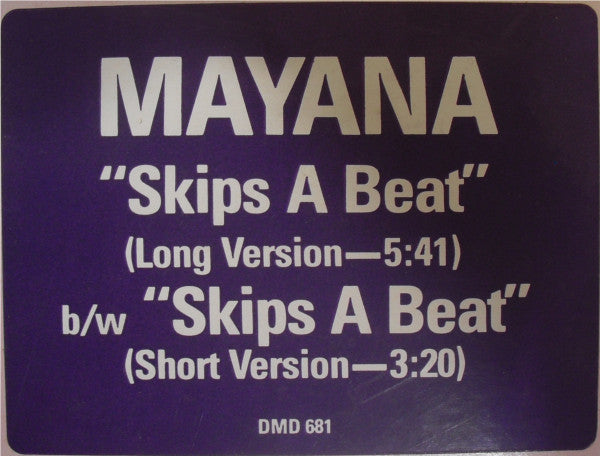 MAYANA
“Skips A Beat”
(Long Version—5:41)
b/w “Skips A Beat”
(Short Version—3:20)
DMD 681